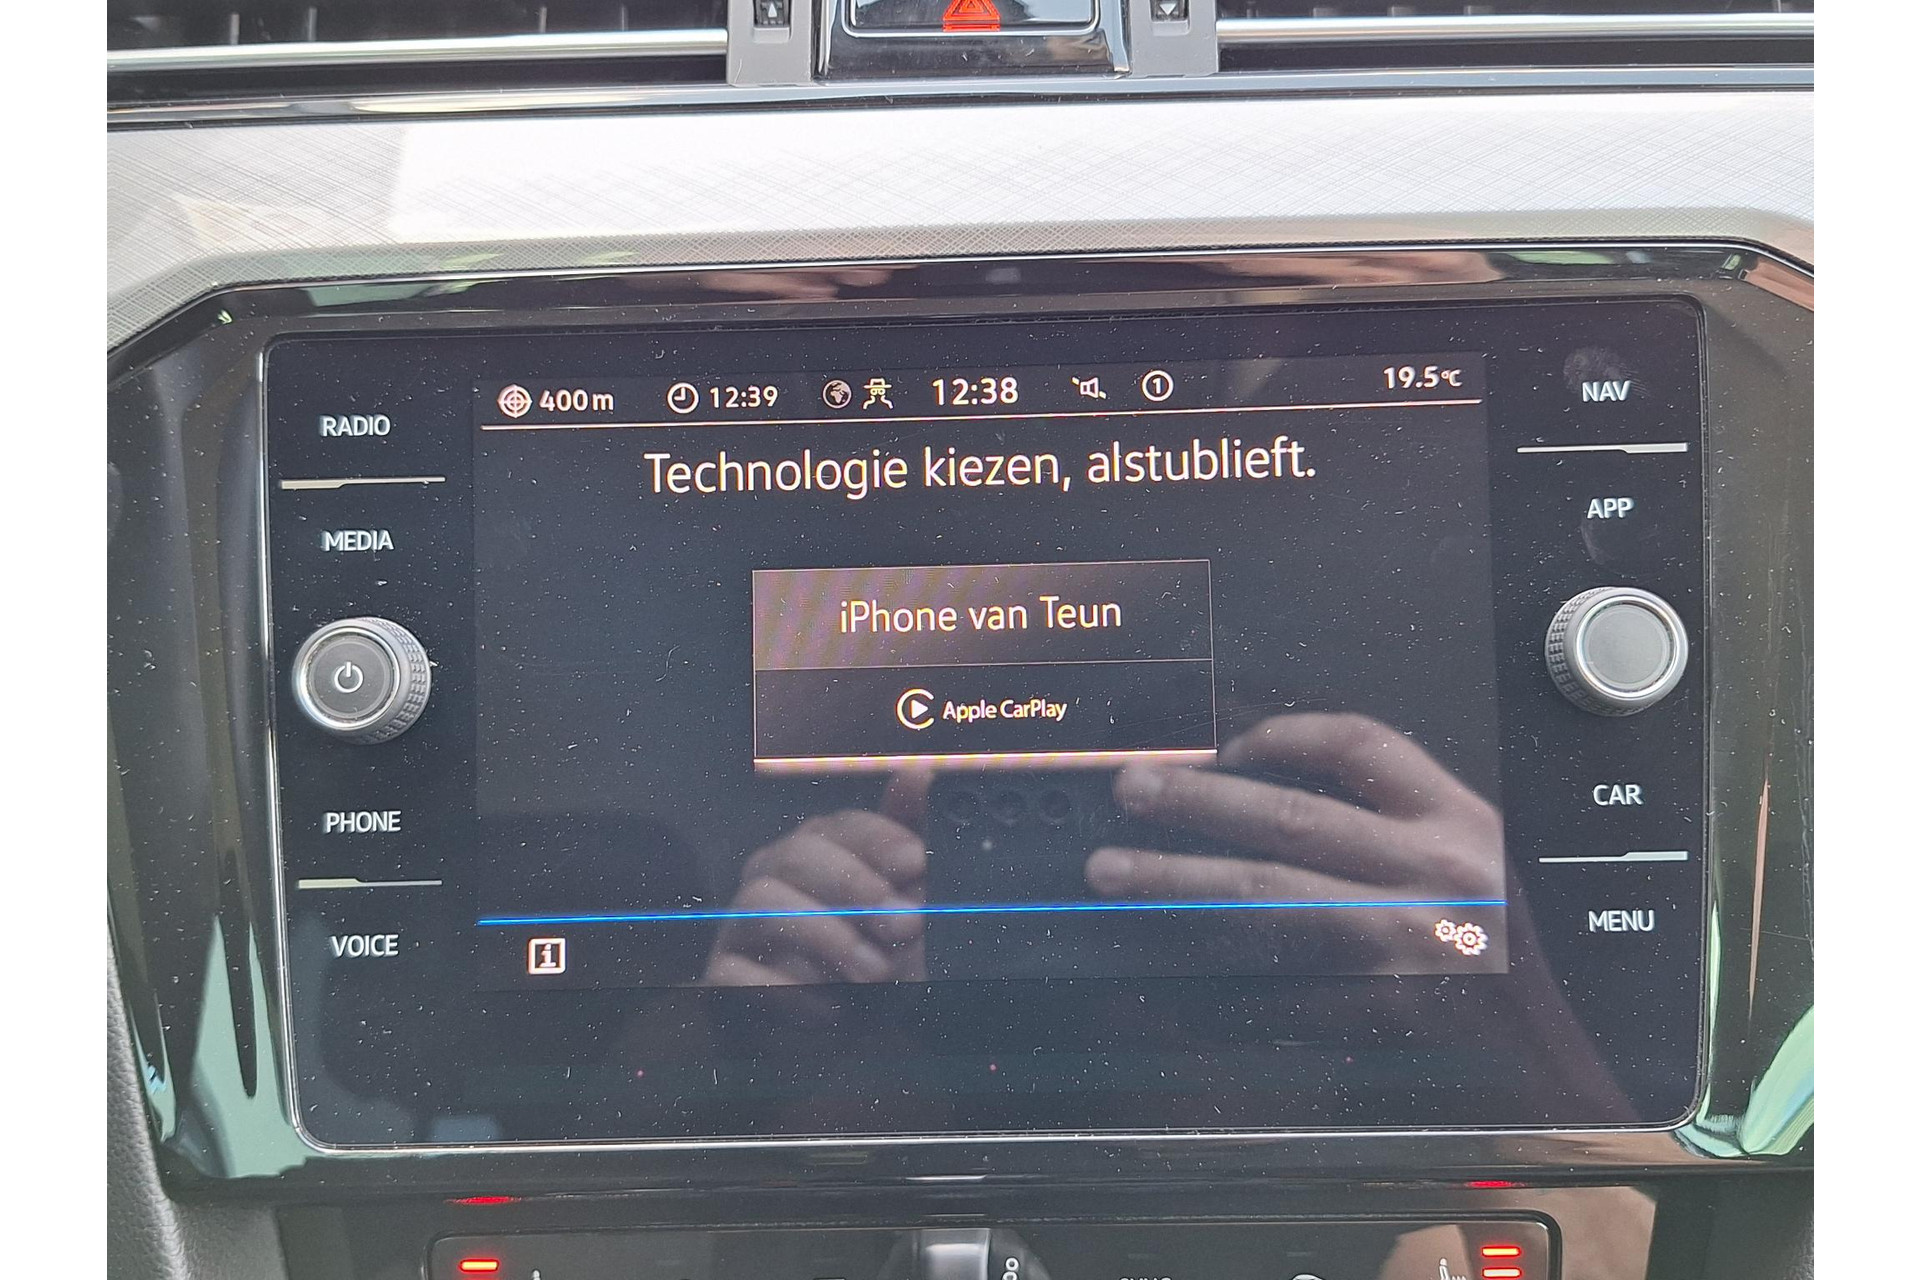 400m 12:39 12:38 1 19.5°C
RADIO
MEDIA
PHONE
VOICE
Technologie kiezen, alstublieft.
iPhone van Teun
Apple CarPlay
i
NAV
APP
CAR
MENU